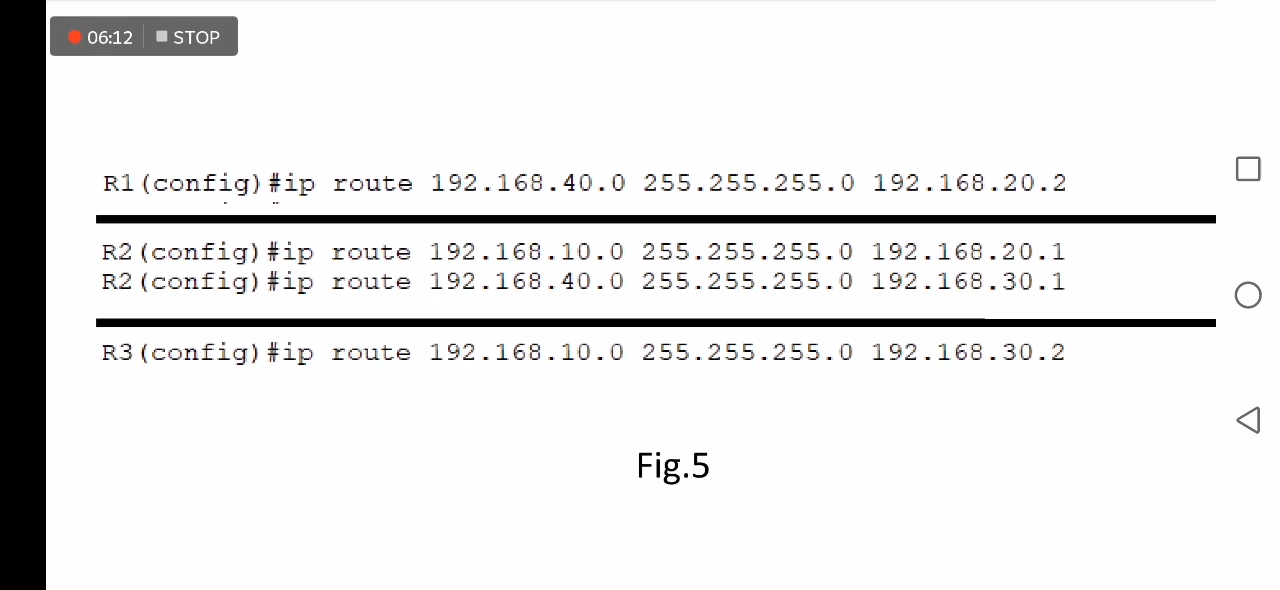 06:12 STOP
R1(config)#ip route 192.168.40.0 255.255.255.0 192.168.20.2
R2(config)#ip route 192.168.10.0 255.255.255.0 192.168.20.1
R2(config)#ip route 192.168.40.0 255.255.255.0 192.168.30.1
R3(config)#ip route 192.168.10.0 255.255.255.0 192.168.30.2
Fig.5